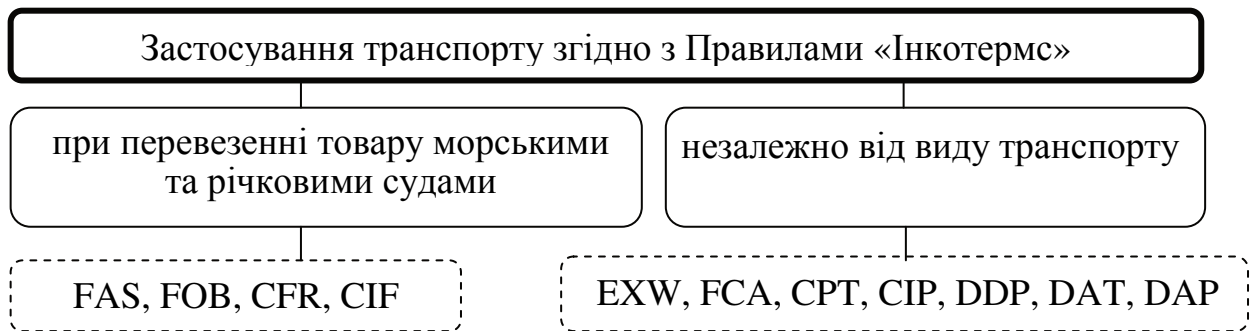 Застосування транспорту згідно з Правилами «Інкотермс»
при перевезенні товару морськими
та річковими судами
незалежно від виду транспорту
FAS, FOB, CFR, CIF
EXW, FCA, CPT, CIP, DDP, DAT, DAP